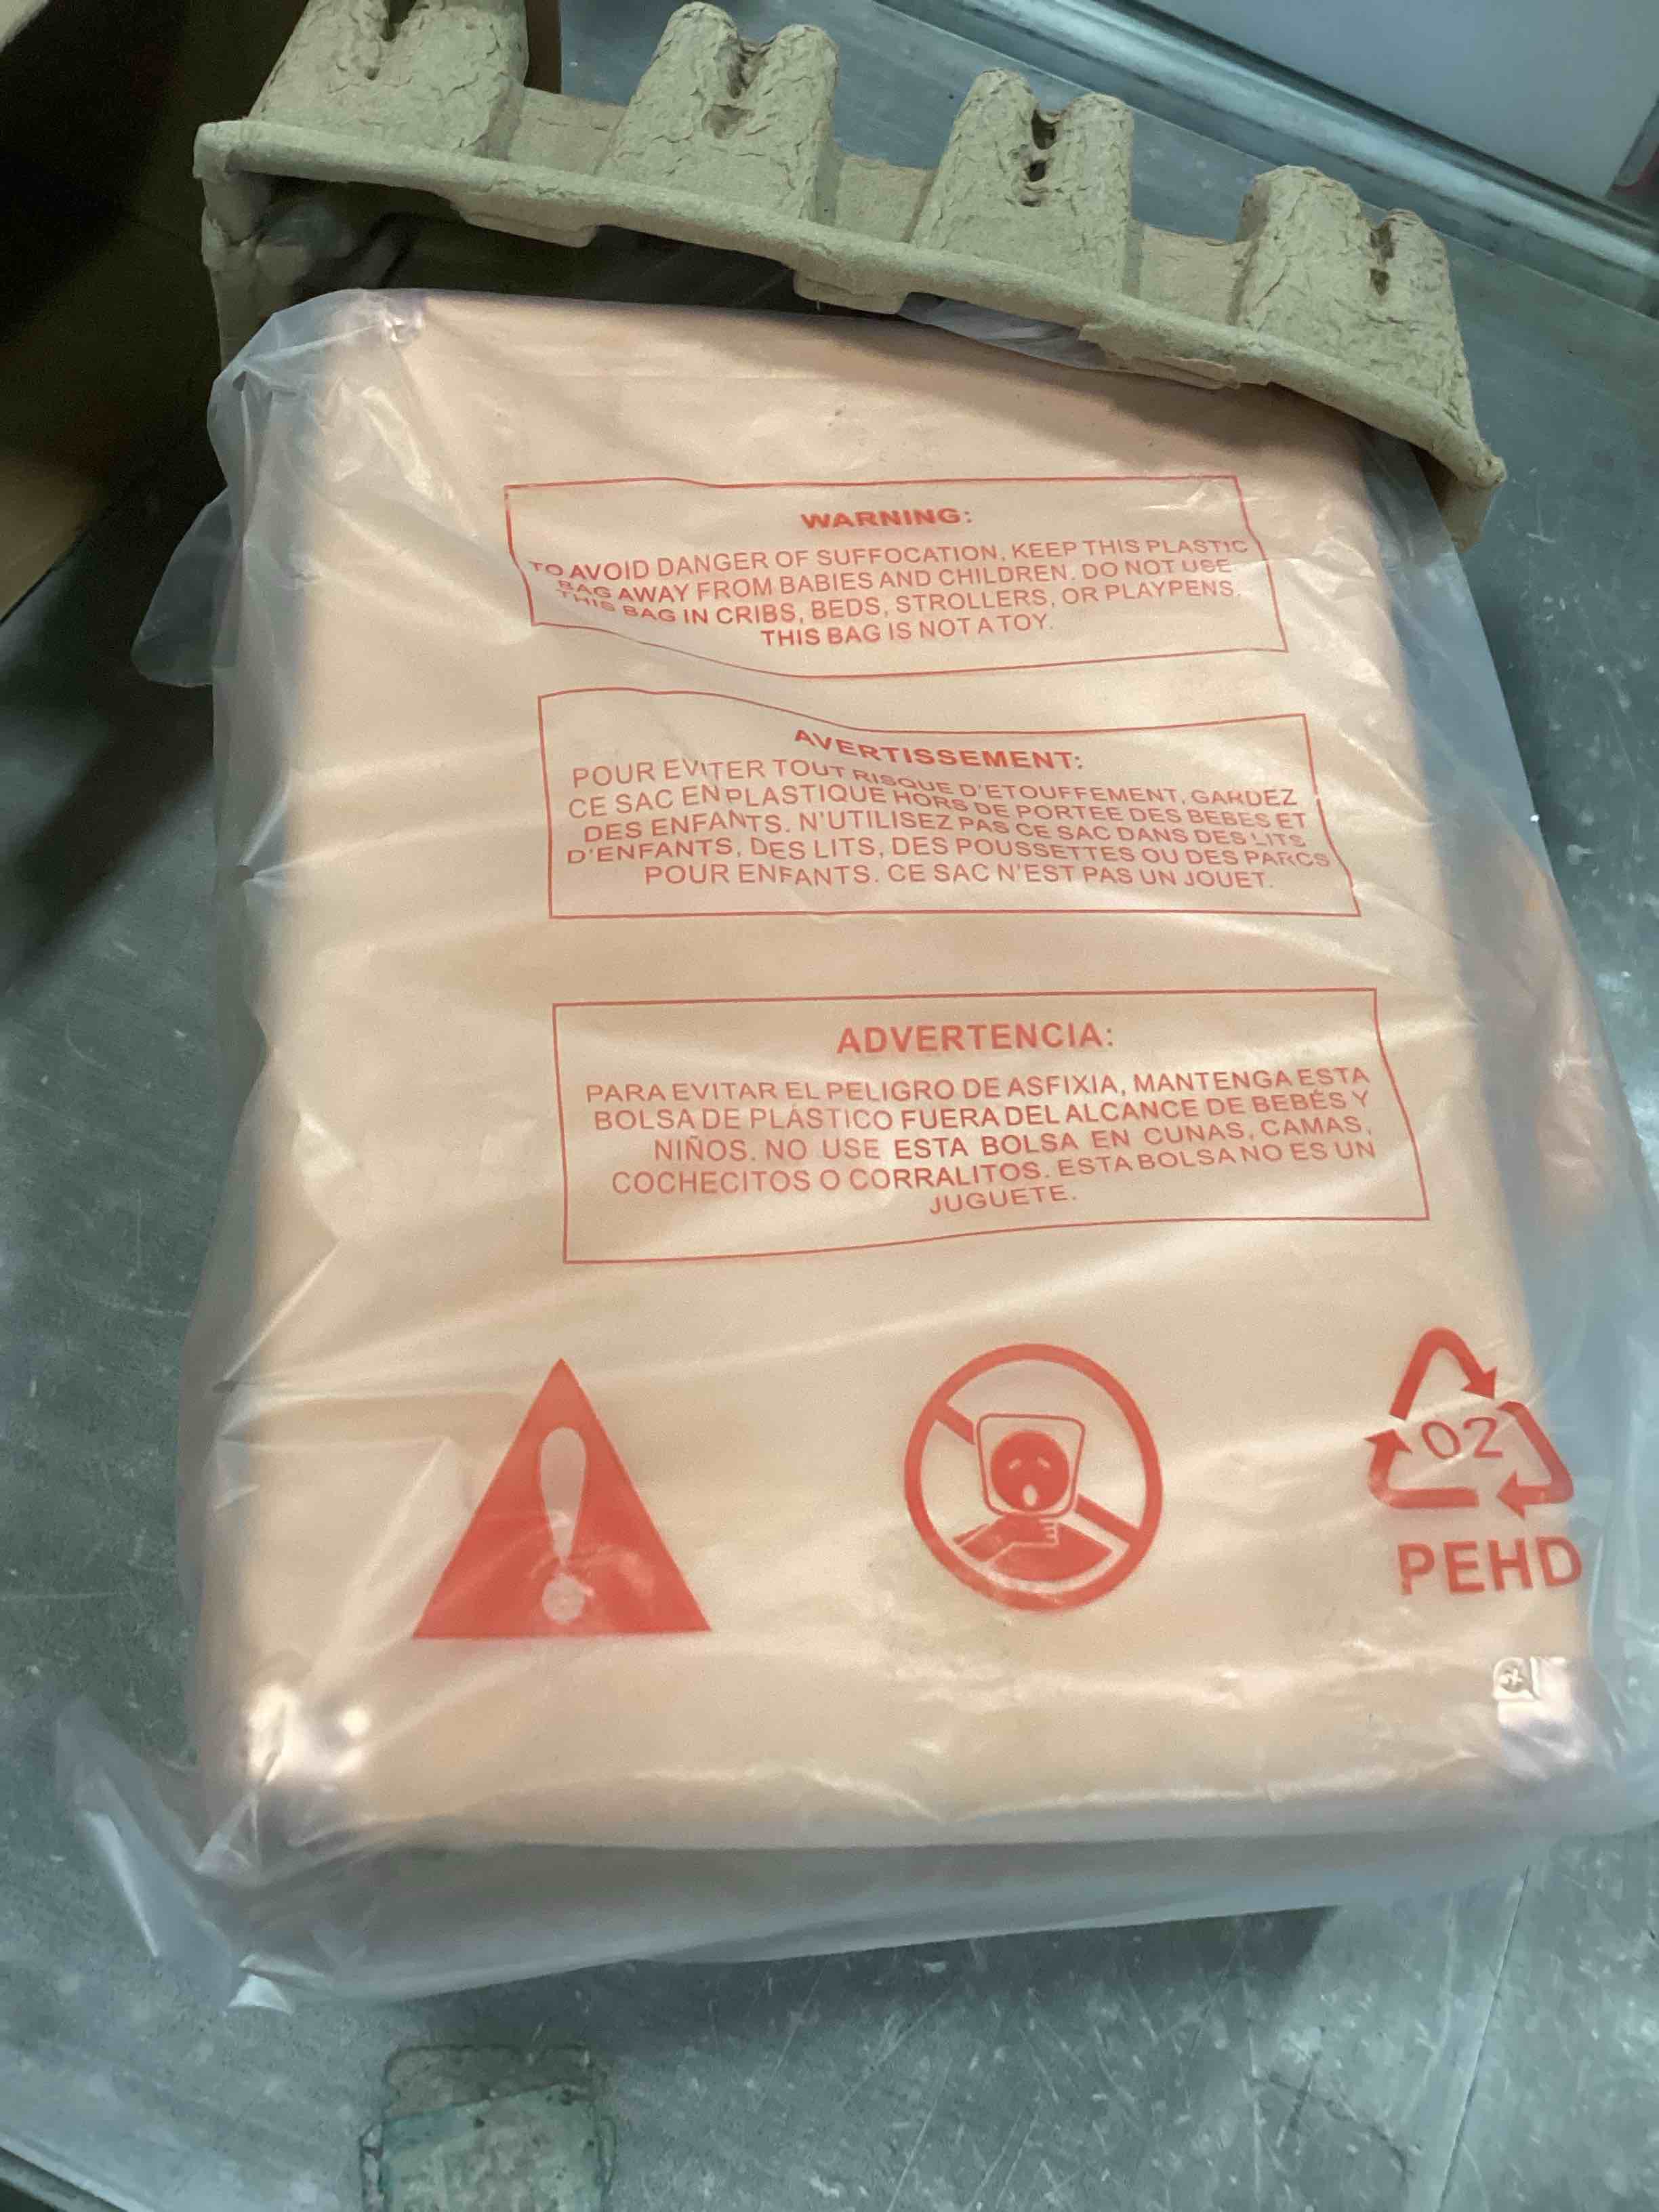 WARNING:
TO AVOID DANGER OF SUFFOCATION, KEEP THIS PLASTIC
BAG AWAY FROM BABIES AND CHILDREN. DO NOT USE
THIS BAG IN CRIBS, BEDS, STROLLERS, OR PLAYPENS.
THIS BAG IS NOT A TOY.
AVERTISSEMENT:
POUR EVITER TOUT RISQUE D'ETOUFFEMENT, GARDEZ
CE SAC EN PLASTIQUE HORS DE PORTEE DES BEBES ET
DES ENFANTS. N'UTILISEZ PAS CE SAC DANS DES LITS
D'ENFANTS, DES LITS, DES POUSSETTES OU DES PARCS
POUR ENFANTS. CE SAC N'EST PAS UN JOUET.
ADVERTENCIA:
PARA EVITAR EL PELIGRO DE ASFIXIA, MANTENGA ESTA
BOLSA DE PLÁSTICO FUERA DEL ALCANCE DE BEBÉS Y
NIÑOS. NO USE ESTA BOLSA EN CUNAS, CAMAS,
COCHECITOS O CORRALITOS. ESTA BOLSA NO ES UN
JUGUETE.
02
PEHD